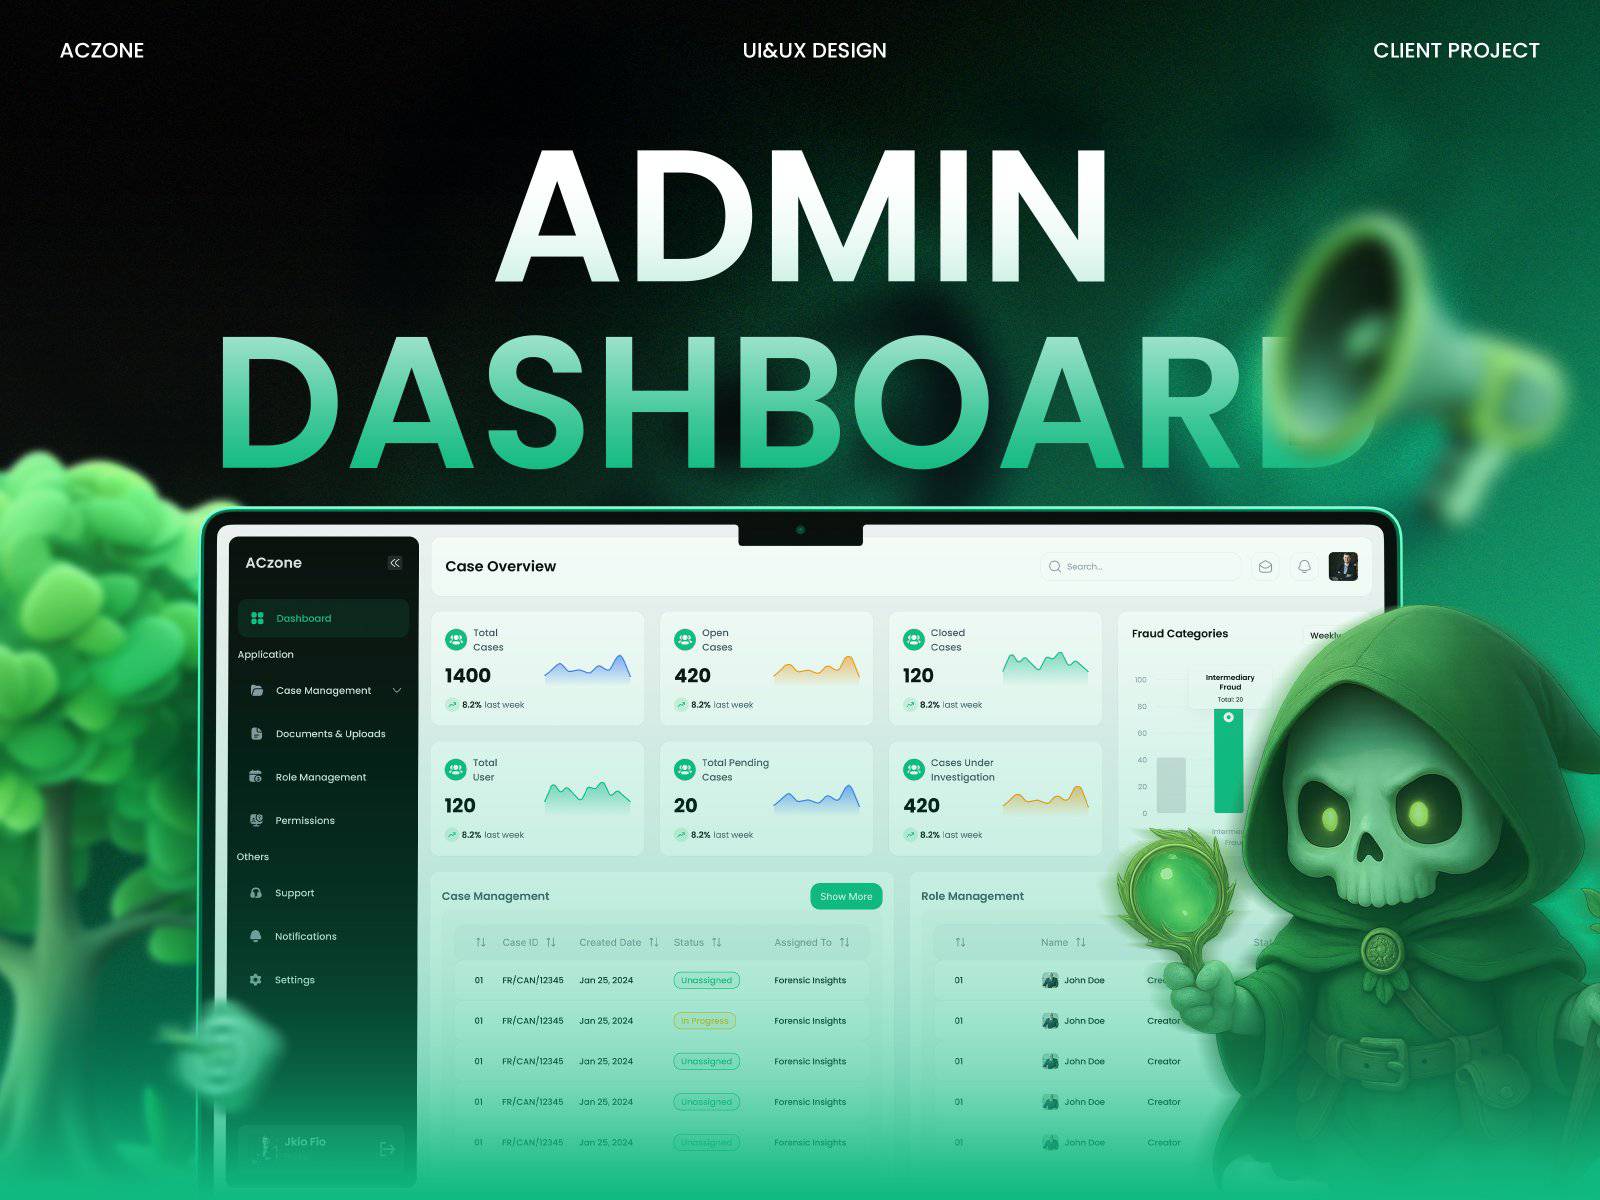 ACZONE
UI&UX DESIGN
CLIENT PROJECT
ADMIN
DASHBOARD
ACzone
Dashboard
Application
Case Management
Documents & Uploads
Role Management
Permissions
Others
Support
Notifications
Settings
Jkio Fio
Case Overview
Search...
Total
Cases
1400
8.2% last week
Open
Cases
420
8.2% last week
Closed
Cases
120
8.2% last week
Total
User
120
8.2% last week
Total Pending
Cases
20
8.2% last week
Cases Under
Investigation
420
8.2% last week
Fraud Categories
Weekly
Intermediary
Fraud
Total: 20
100
80
60
40
20
0
Case Management
Show More
Case ID Created Date Status Assigned To
01 FR/CAN/12345 Jan 25, 2024 Unassigned Forensic Insights
01 FR/CAN/12345 Jan 25, 2024 In Progress Forensic Insights
01 FR/CAN/12345 Jan 25, 2024 Unassigned Forensic Insights
01 FR/CAN/12345 Jan 25, 2024 Unassigned Forensic Insights
01 FR/CAN/12345 Jan 25, 2024 Unassigned Forensic Insights
Role Management
Name
01 John Doe
01 John Doe Creator
01 John Doe Creator
01 John Doe Creator
01 John Doe Creator